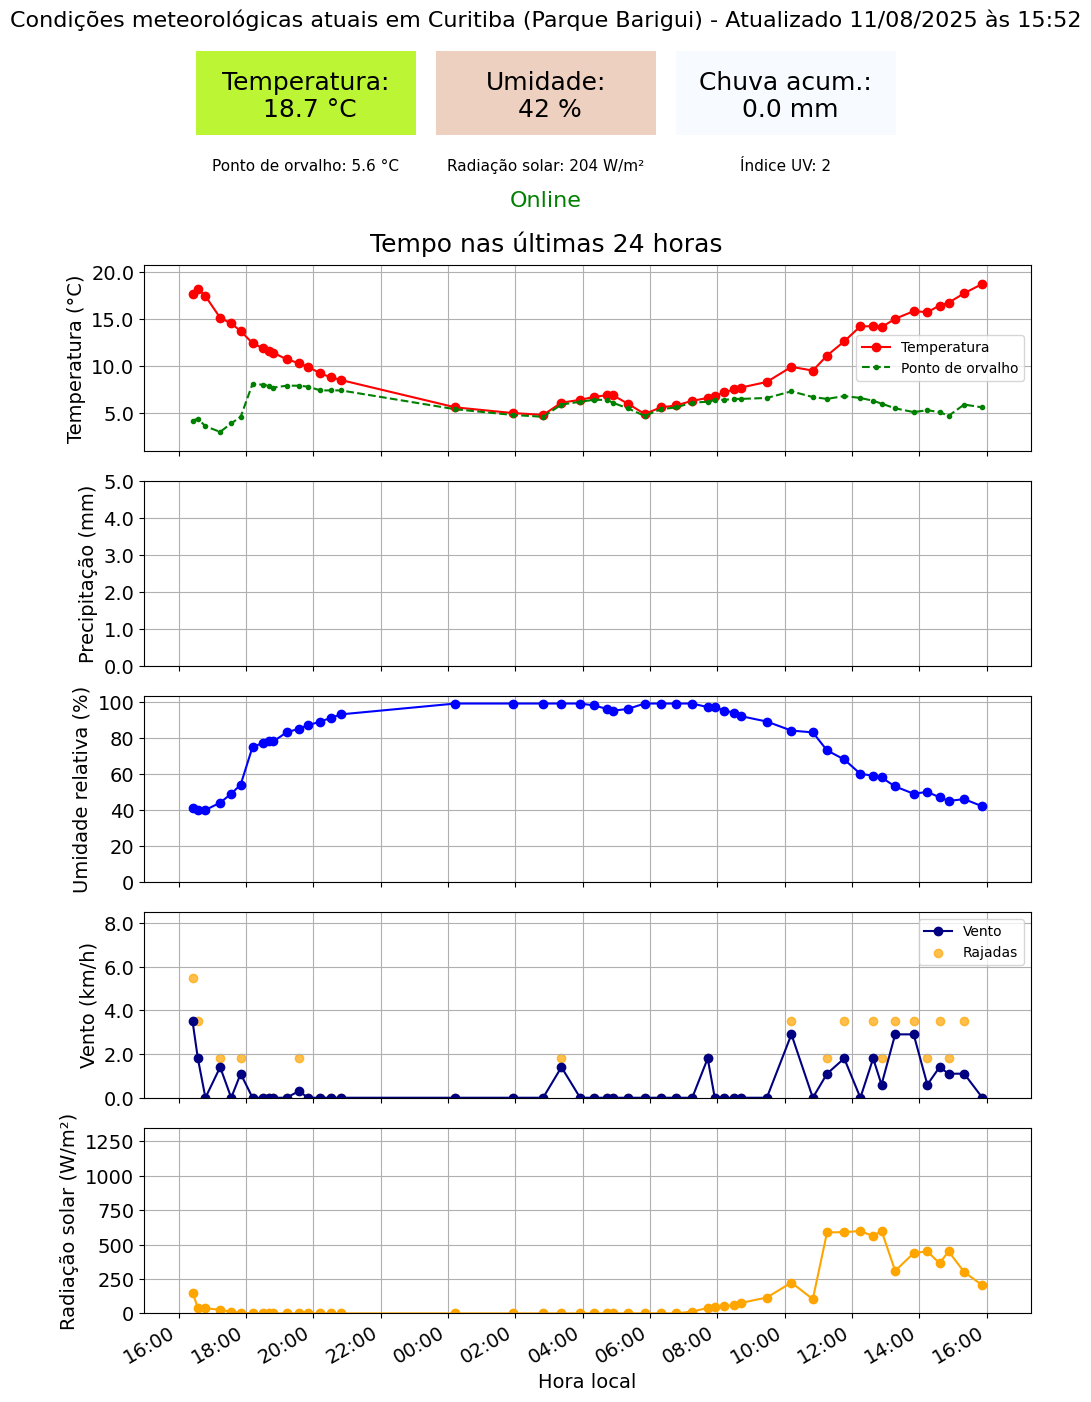 Condições meteorológicas atuais em Curitiba (Parque Barigui) - Atualizado 11/08/2025 às 15:52
Temperatura:
18.7 °C
Umidade:
42 %
Chuva acum.:
0.0 mm
Ponto de orvalho: 5.6 °C
Radiação solar: 204 W/m²
Índice UV: 2
Online
Tempo nas últimas 24 horas
Temperatura (°C)
20.0
15.0
10.0
5.0
Temperatura
Ponto de orvalho
Precipitação (mm)
5.0
4.0
3.0
2.0
1.0
0.0
Umidade relativa (%)
100
80
60
40
20
0
Vento (km/h)
8.0
6.0
4.0
2.0
0.0
Vento
Rajadas
Radiação solar (W/m²)
1250
1000
750
500
250
0
16:00
18:00
20:00
22:00
00:00
02:00
04:00
06:00
08:00
10:00
12:00
14:00
16:00
Hora local